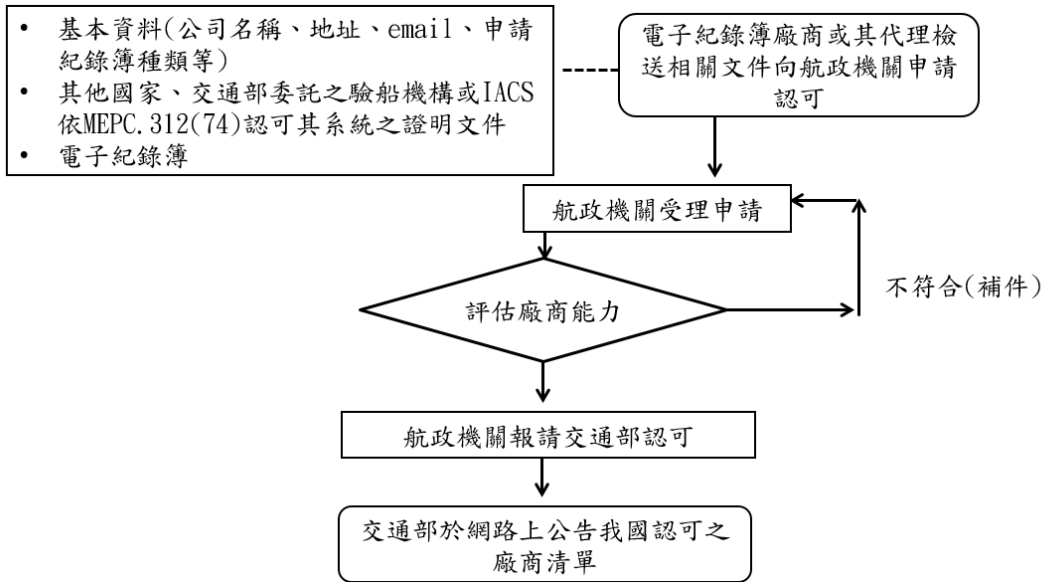 • 基本資料(公司名稱、地址、email、申請
紀錄簿種類等)
• 其他國家、交通部委託之驗船機構或IACS
依MEPC.312(74)認可其系統之證明文件
• 電子紀錄簿
電子紀錄簿廠商或其代理檢
送相關文件向航政機關申請
認可
航政機關受理申請
不符合(補件)
評估廠商能力
航政機關報請交通部認可
交通部於網路上公告我國認可之
廠商清單